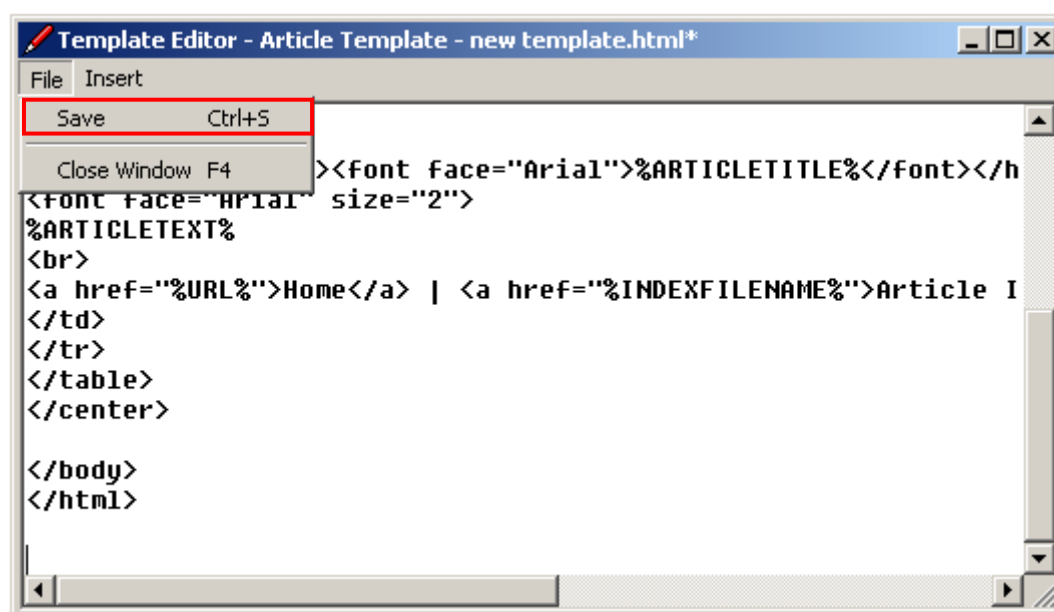 Template Editor - Article Template - new template.html*
File Insert
Save Ctrl+S
Close Window F4
><font face="Arial">%ARTICLETITLE%</font></h
<font face="Arial" size="2">
%ARTICLETEXT%
<br>
<a href="%URL%">Home</a> | <a href="%INDEXFILENAME%">Article I
</td>
</tr>
</table>
</center>
</body>
</html>